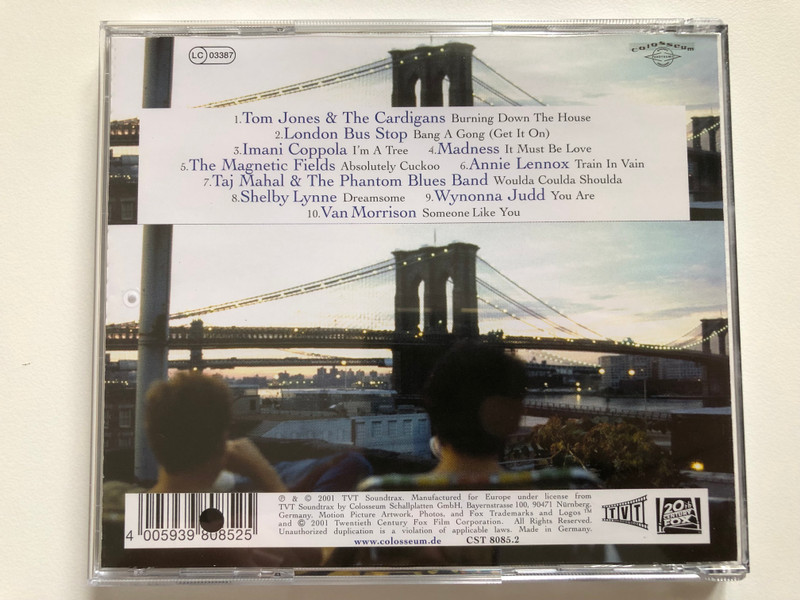 LC 03387
colosseum
1.Tom Jones & The Cardigans Burning Down The House
2.London Bus Stop Bang A Gong (Get It On)
3.Imani Coppola I'm A Tree 4.Madness It Must Be Love
5.The Magnetic Fields Absolutely Cuckoo 6.Annie Lennox Train In Vain
7.Taj Mahal & The Phantom Blues Band Woulda Coulda Shoulda
8.Shelby Lynne Dreamsome 9.Wynonna Judd You Are
10.Van Morrison Someone Like You
℗ & © 2001 TVT Soundtrax. Manufactured for Europe under license from
TVT Soundtrax by Colosseum Schallplatten GmbH, Bayernstrasse 100, 90471 Nürnberg,
Germany. Motion Picture Artwork, Photos, and Fox Trademarks and Logos™
and © 2001 Twentieth Century Fox Film Corporation. All Rights Reserved.
Unauthorized duplication is a violation of applicable laws. Made in Germany.
www.colosseum.de CST 8085.2
4 005939 808525
TVT
20TH
CENTURY
FOX